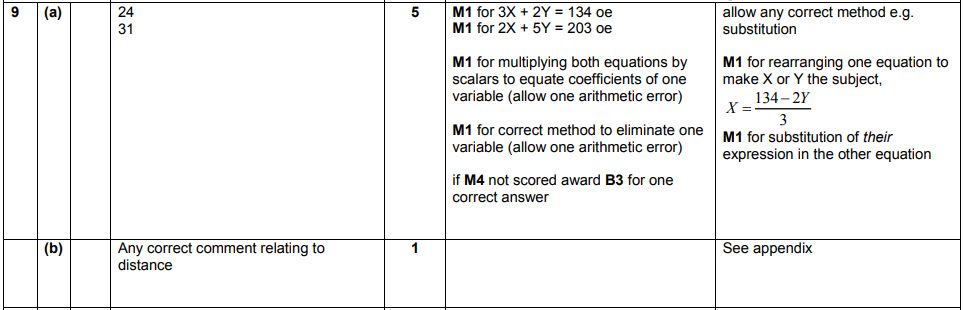 9 (a) 24 5 M1 for 3X + 2Y = 134 oe allow any correct method e.g.
31 M1 for 2X + 5Y = 203 oe substitution
M1 for multiplying both equations by M1 for rearranging one equation to
scalars to equate coefficients of one make X or Y the subject,
variable (allow one arithmetic error) X = (134 – 2Y)/3
M1 for correct method to eliminate one M1 for substitution of their
variable (allow one arithmetic error) expression in the other equation
if M4 not scored award B3 for one
correct answer
(b) Any correct comment relating to 1 See appendix
distance